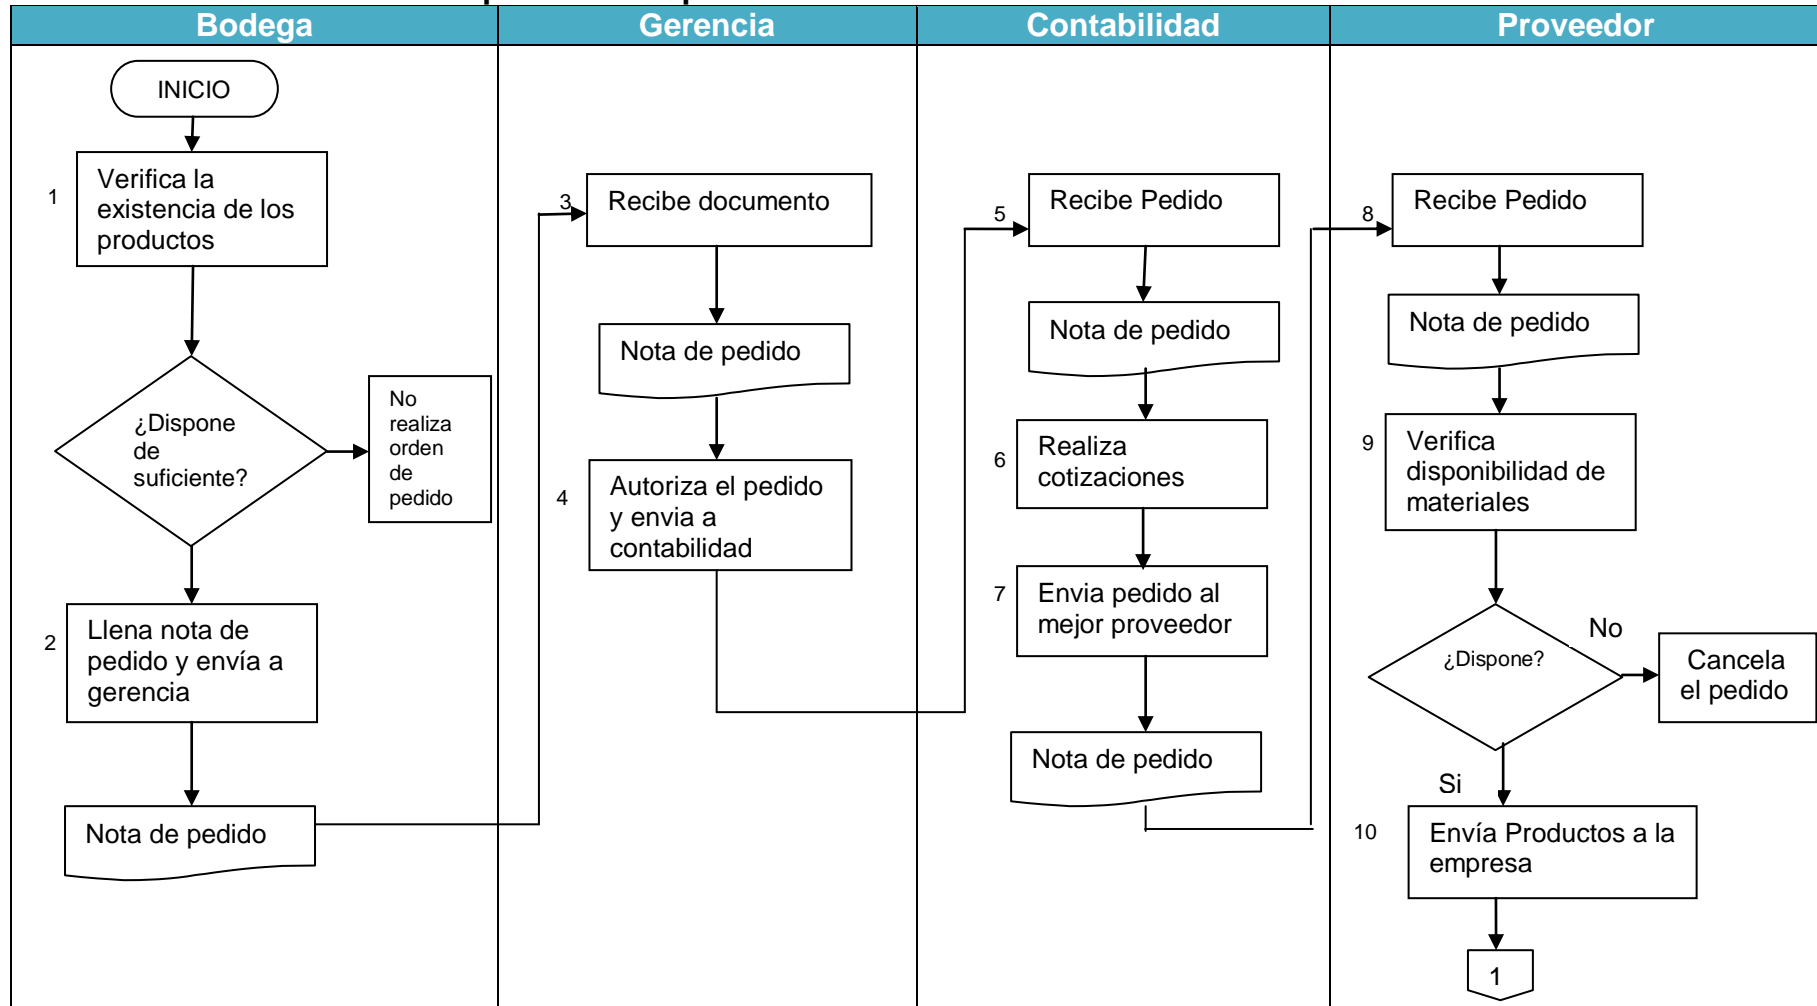 Bodega
Gerencia
Contabilidad
Proveedor
INICIO
1
Verifica la
existencia de los
productos
¿Dispone
de
suficiente?
No
realiza
orden
de
pedido
2
Llena nota de
pedido y envía a
gerencia
Nota de pedido
3
Recibe documento
Nota de pedido
4
Autoriza el pedido
y envia a
contabilidad
5
Recibe Pedido
Nota de pedido
6
Realiza
cotizaciones
7
Envia pedido al
mejor proveedor
Nota de pedido
8
Recibe Pedido
Nota de pedido
9
Verifica
disponibilidad de
materiales
¿Dispone?
No
Cancela
el pedido
Si
10
Envía Productos a la
empresa
1